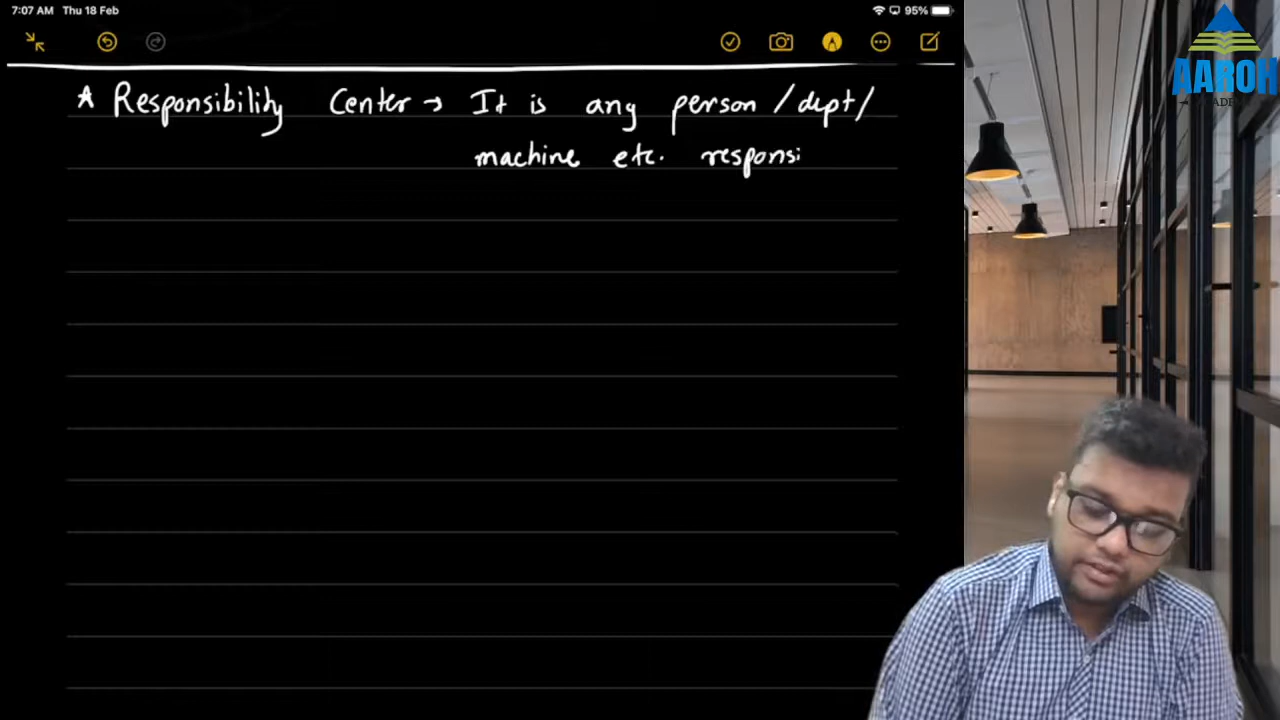 7:07 AM Thu 18 Feb 95%
AAROH
★ Responsibility Center → It is any person / dept /
machine etc. responsi